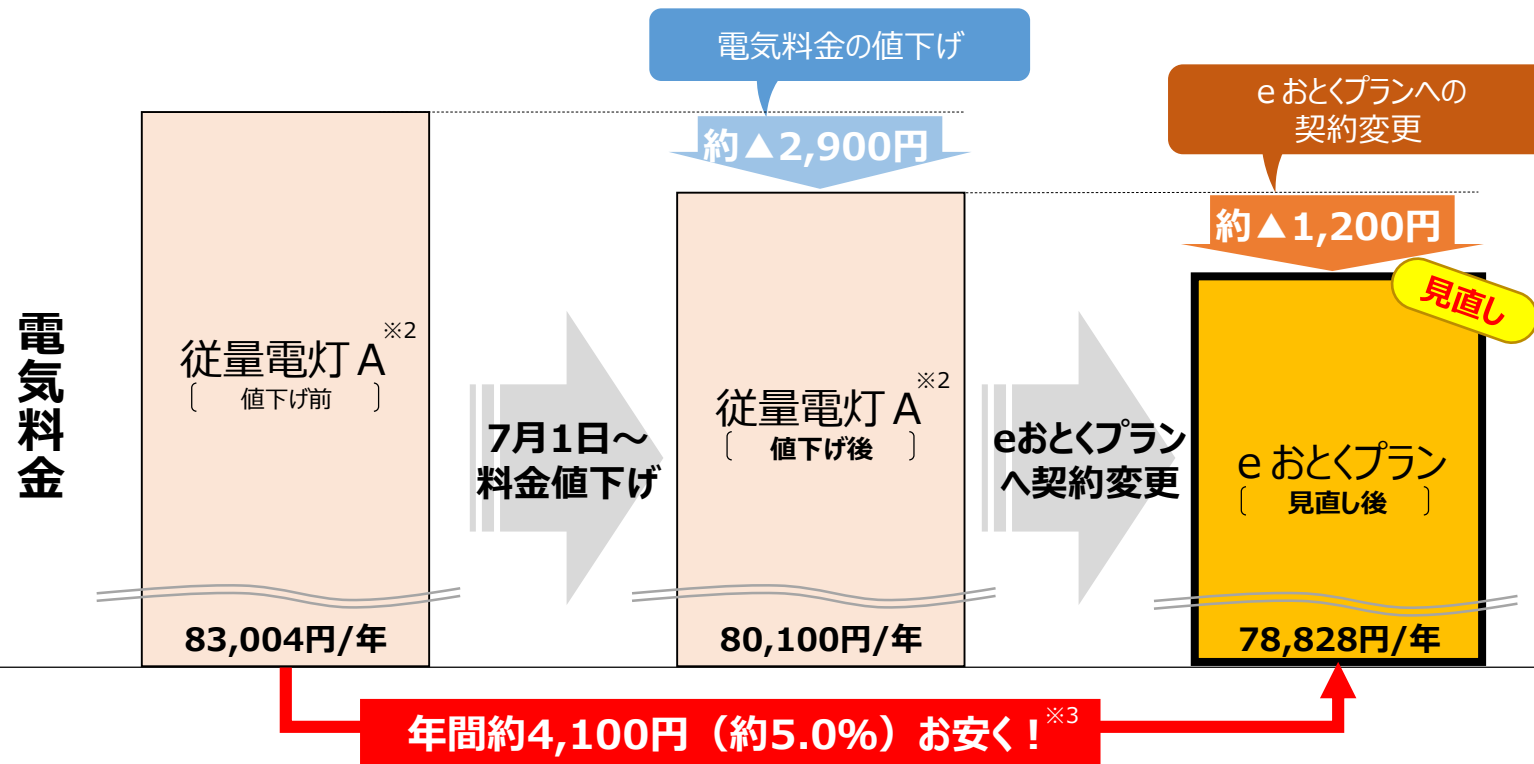 電気料金の値下げ
eおとくプランへの
契約変更
約▲2,900円
約▲1,200円
見直し
電気料金
従量電灯A※2
〔 値下げ前 〕
7月1日～
料金値下げ
従量電灯A※2
〔 値下げ後 〕
eおとくプラン
へ契約変更
eおとくプラン
〔 見直し後 〕
83,004円/年
80,100円/年
78,828円/年
年間約4,100円（約5.0%）お安く！※3